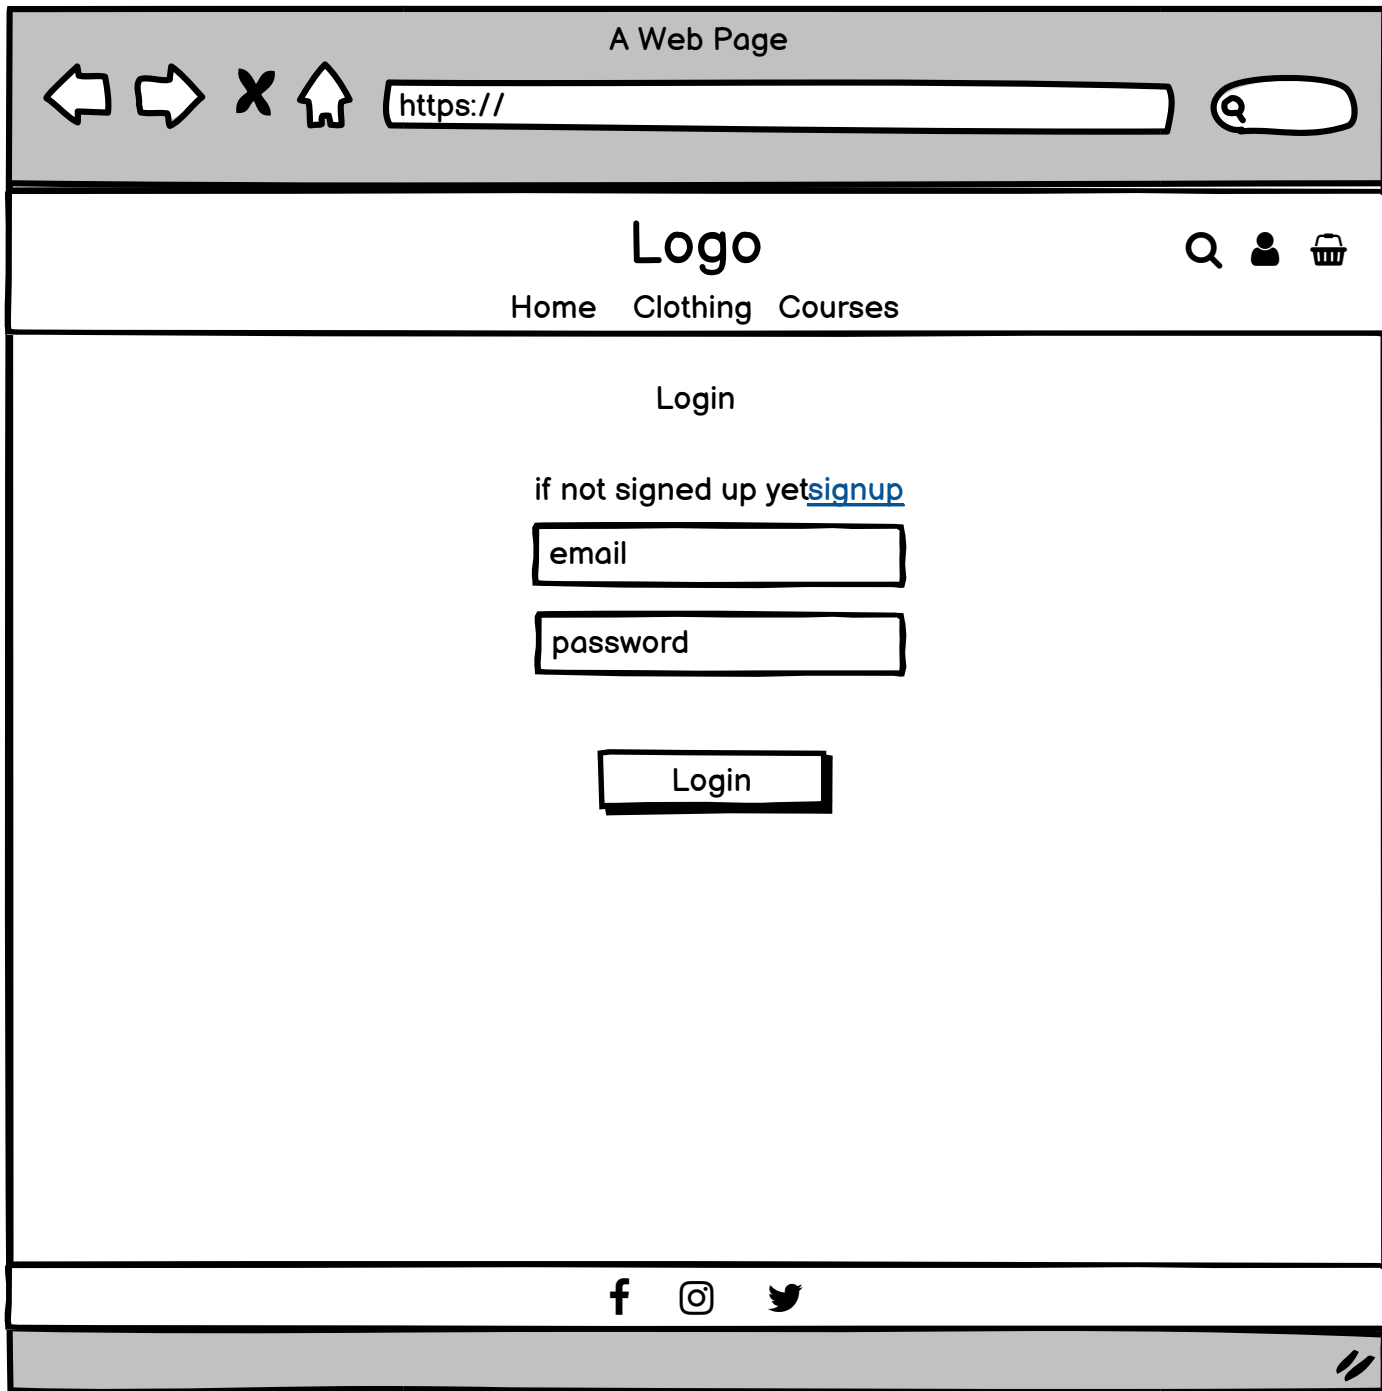 A Web Page
https://
Logo
Home Clothing Courses
Login
if not signed up yetsignup
email
password
Login